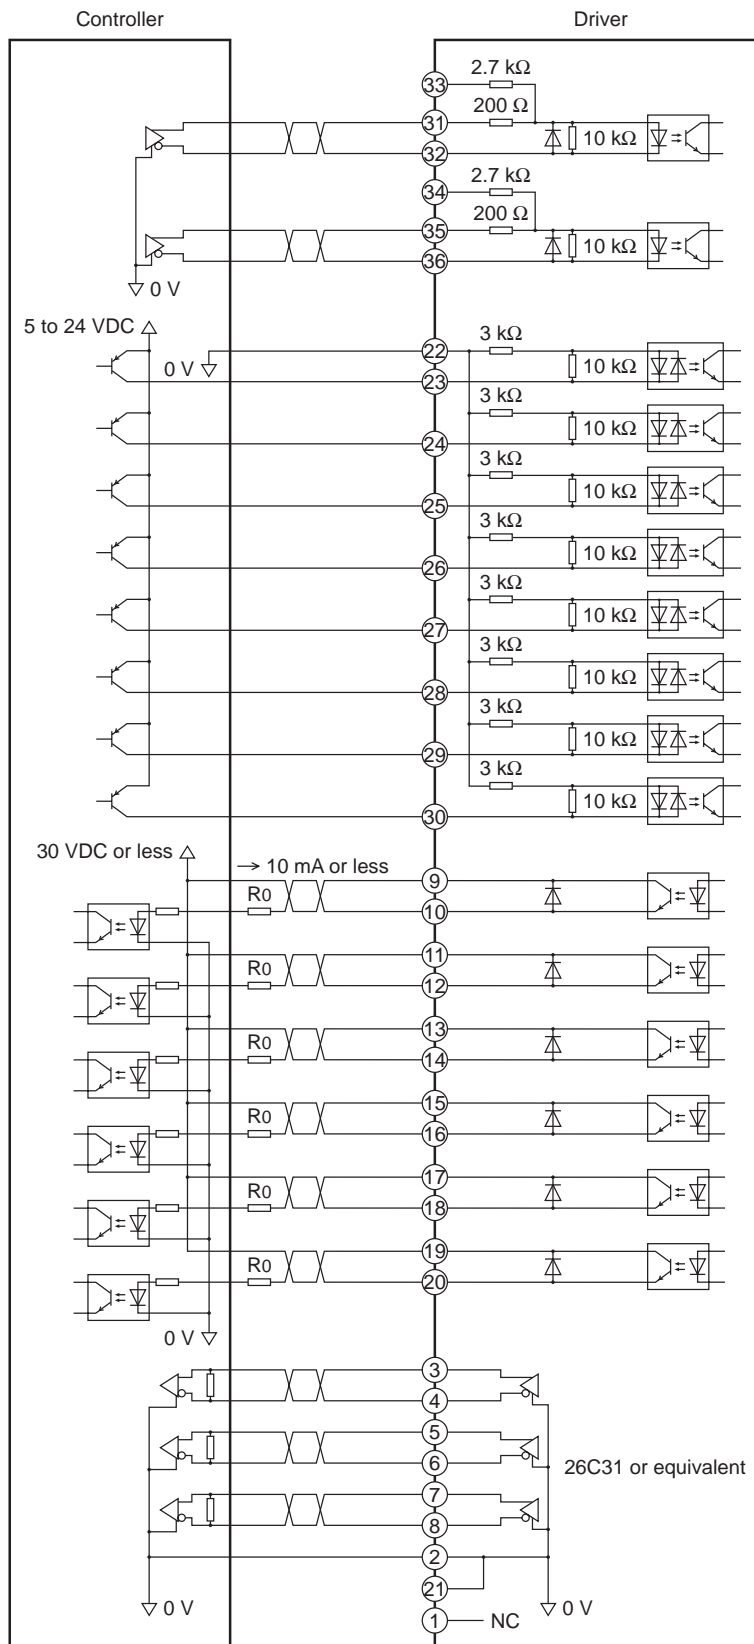 Controller Driver
33 2.7 kΩ
200 Ω
31
10 kΩ
32
2.7 kΩ
34
200 Ω
35
10 kΩ
36
0 V
5 to 24 VDC
0 V 22 3 kΩ
10 kΩ
23
3 kΩ
10 kΩ
24
3 kΩ
10 kΩ
25
3 kΩ
10 kΩ
26
3 kΩ
10 kΩ
27
3 kΩ
10 kΩ
28
3 kΩ
10 kΩ
29
3 kΩ
10 kΩ
30
30 VDC or less
10 mA or less
9
R0
10
11
R0
12
13
R0
14
15
R0
16
17
R0
18
19
R0
20
0 V
3
4
5
6
26C31 or equivalent
7
8
2
21
0 V 0 V
1 NC